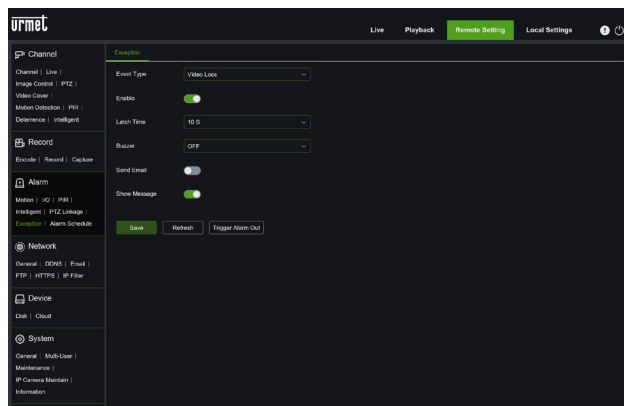 urmet
Live Playback Remote Setting Local Settings
Channel
Channel | Live |
Image Control | PTZ |
Video Cover |
Motion Detection | PIR |
Deterrence | Intelligent
Record
Encode | Record | Capture
Alarm
Motion | I/O | PIR |
Intelligent | PTZ Linkage |
Exception | Alarm Schedule
Network
General | DDNS | Email |
FTP | HTTPS | IP Filter
Device
Disk | Cloud
System
General | Multi-User |
Maintenance |
IP Camera Maintain |
Information
Exception
Event Type Video Loss
Enable
Latch Time 10 S
Buzzer OFF
Send Email
Show Message
Save Refresh Trigger Alarm Out